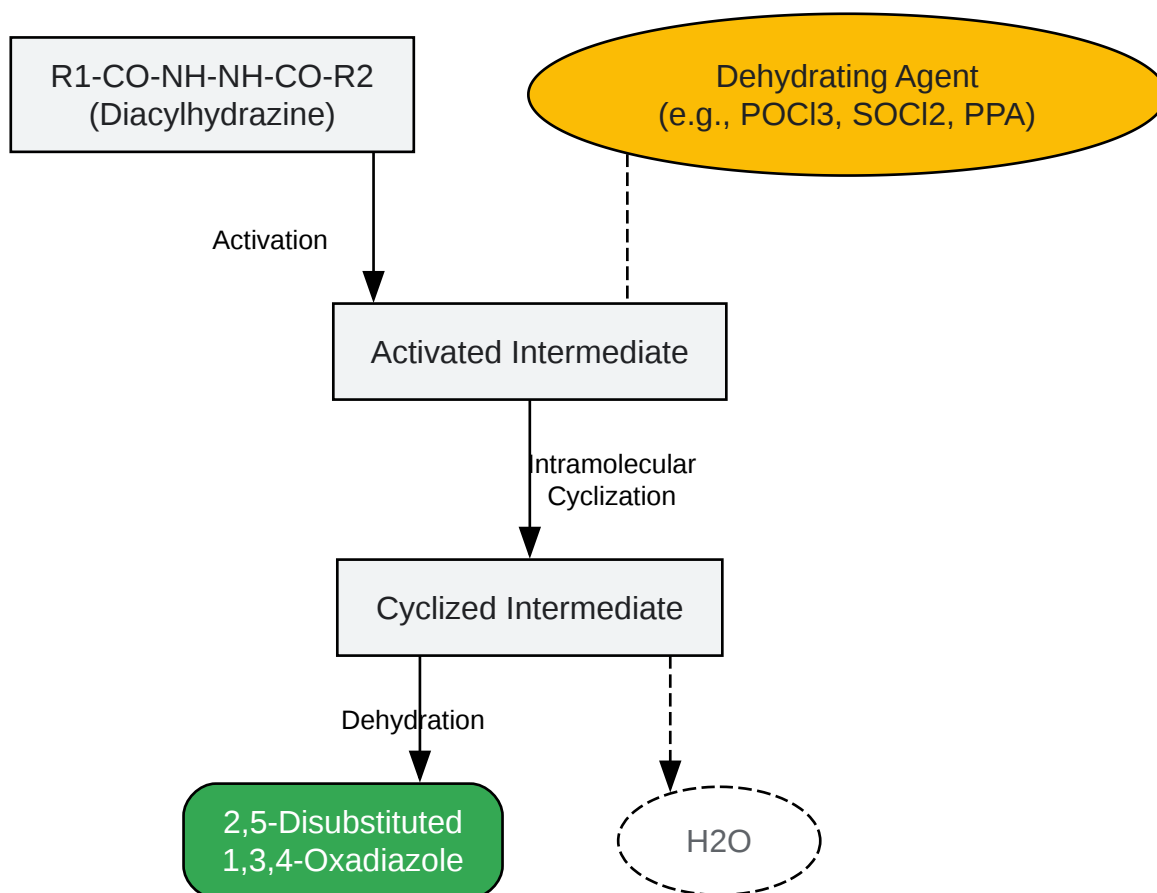 R1-CO-NH-NH-CO-R2
(Diacylhydrazine)
Dehydrating Agent
(e.g., POCl3, SOCl2, PPA)
Activation
Activated Intermediate
Intramolecular
Cyclization
Cyclized Intermediate
Dehydration
2,5-Disubstituted
1,3,4-Oxadiazole
H2O